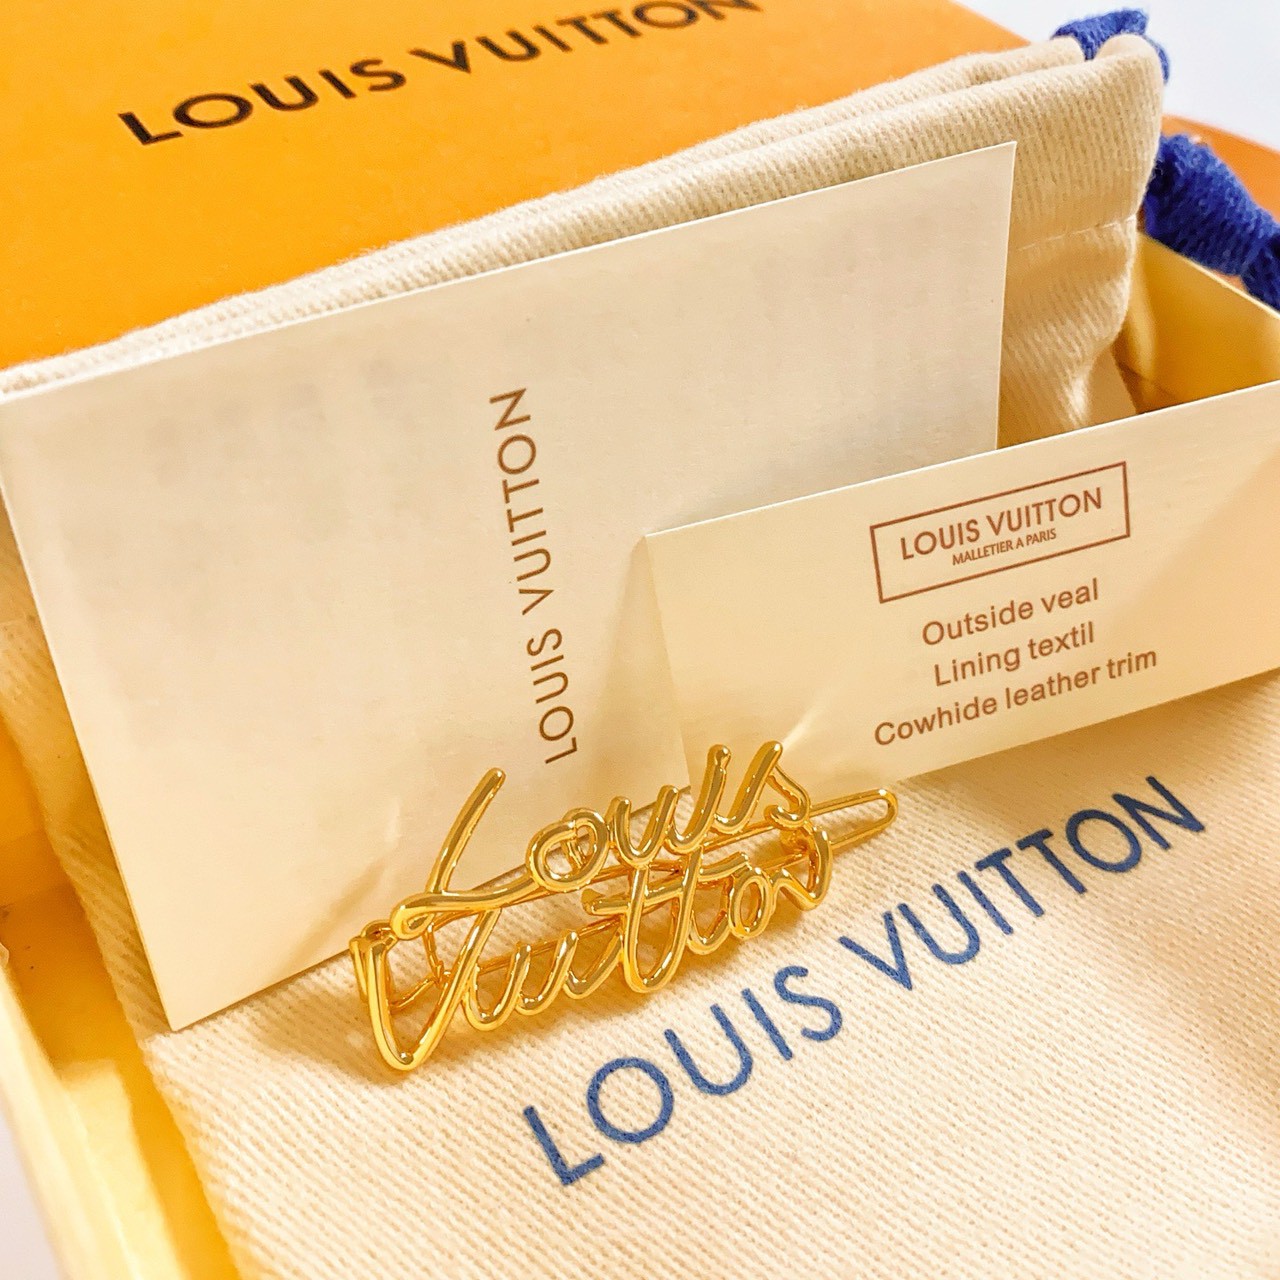 LOUIS VUITTON
LOUIS VUITTON
LOUIS VUITTON
MALLETIER A PARIS
Outside veal
Lining textil
Cowhide leather trim
Louis
Vuitton
LOUIS VUITTON